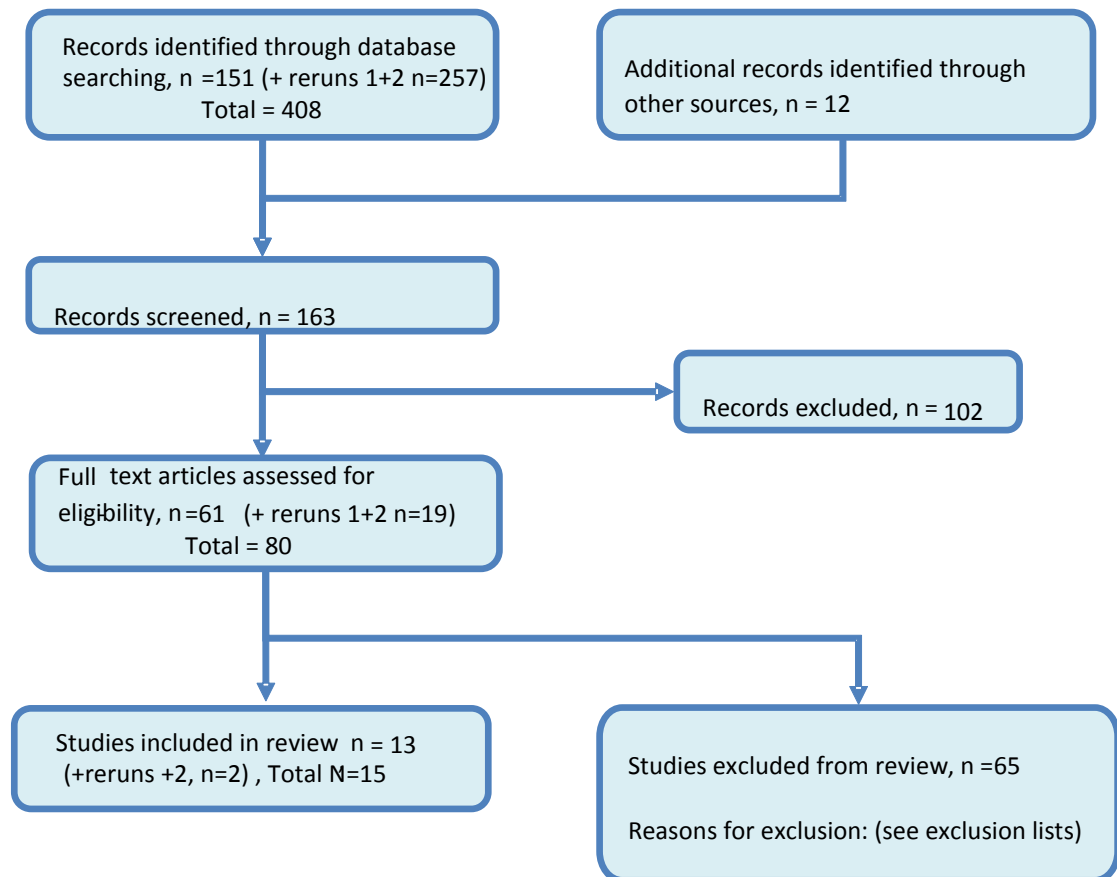 Records identified through database
searching, n =151 (+ reruns 1+2 n=257)
Total = 408
Additional records identified through
other sources, n = 12
Records screened, n = 163
Records excluded, n = 102
Full text articles assessed for
eligibility, n=61 (+ reruns 1+2 n=19)
Total = 80
Studies included in review n = 13
(+reruns +2, n=2) , Total N=15
Studies excluded from review, n =65
Reasons for exclusion: (see exclusion lists)